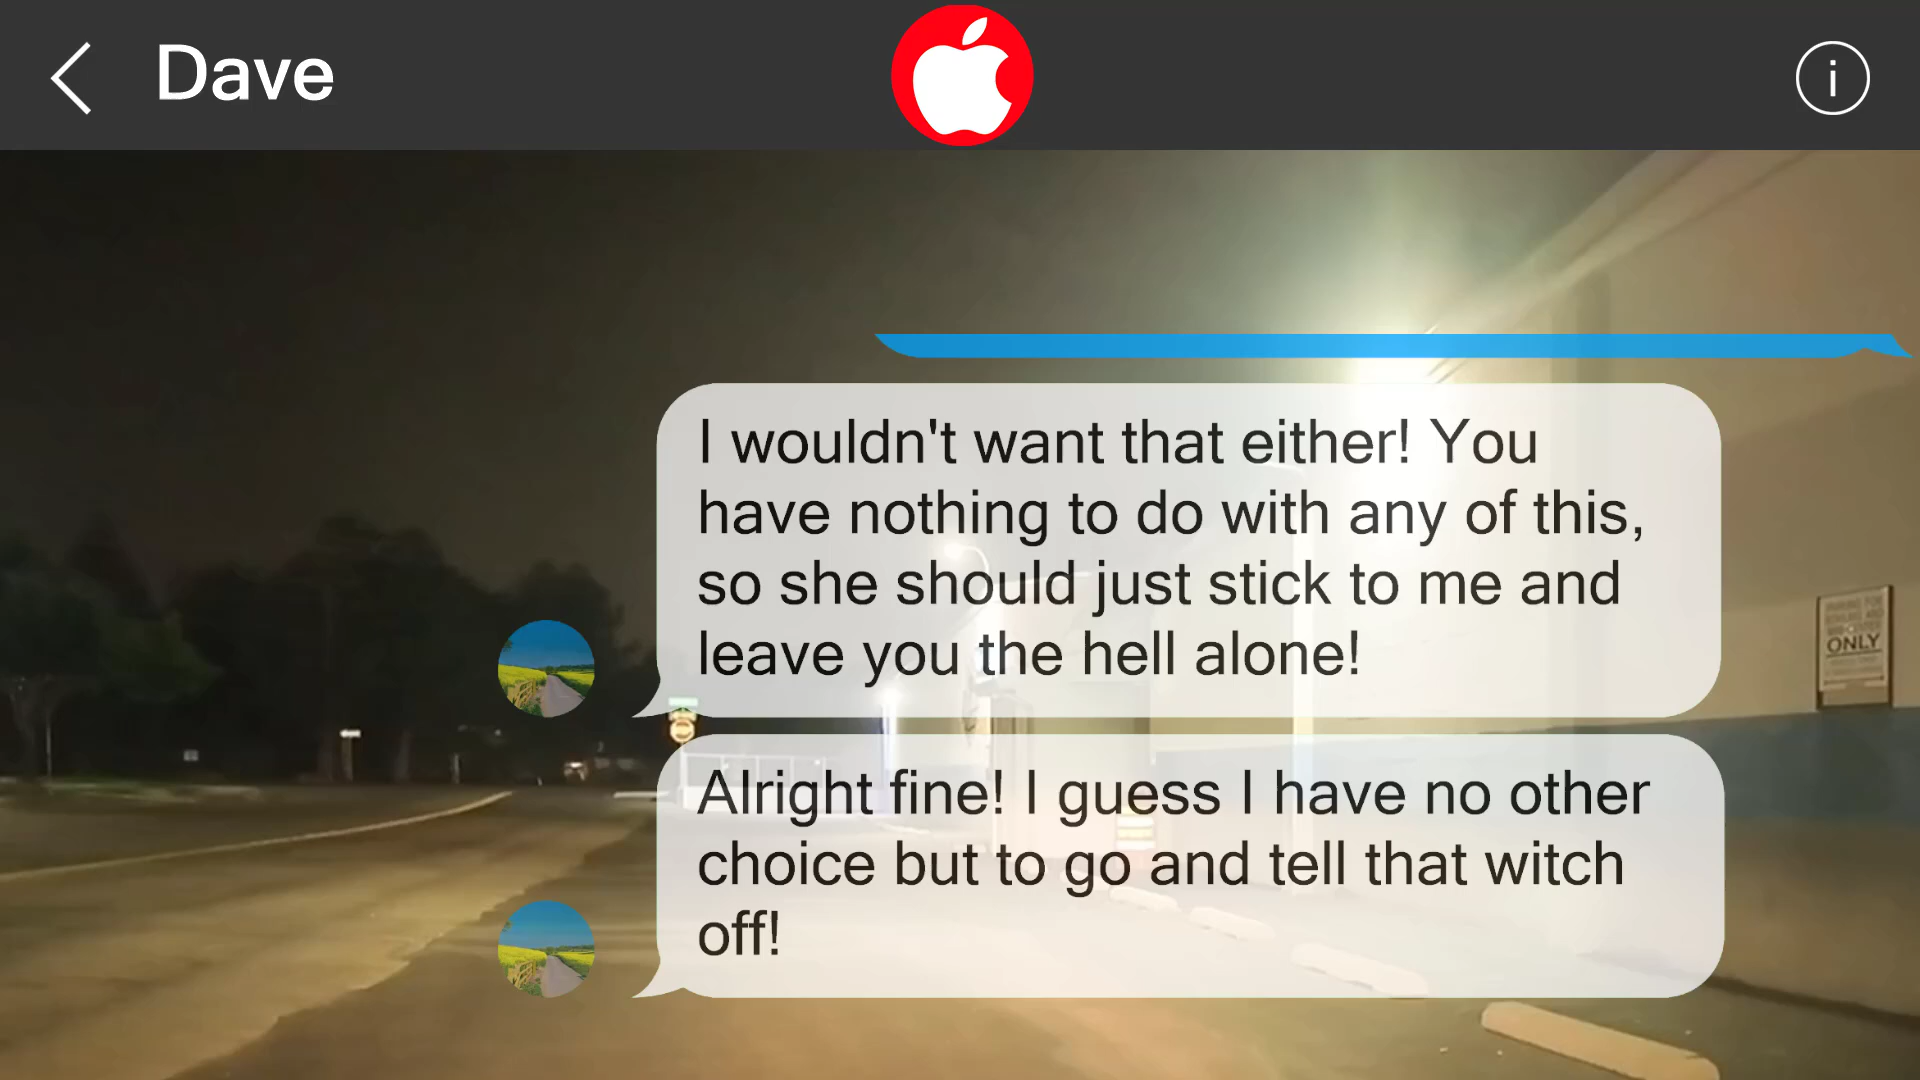 Dave
i
I wouldn't want that either! You
have nothing to do with any of this,
so she should just stick to me and
leave you the hell alone!
ONLY
Alright fine! I guess I have no other
choice but to go and tell that witch
off!